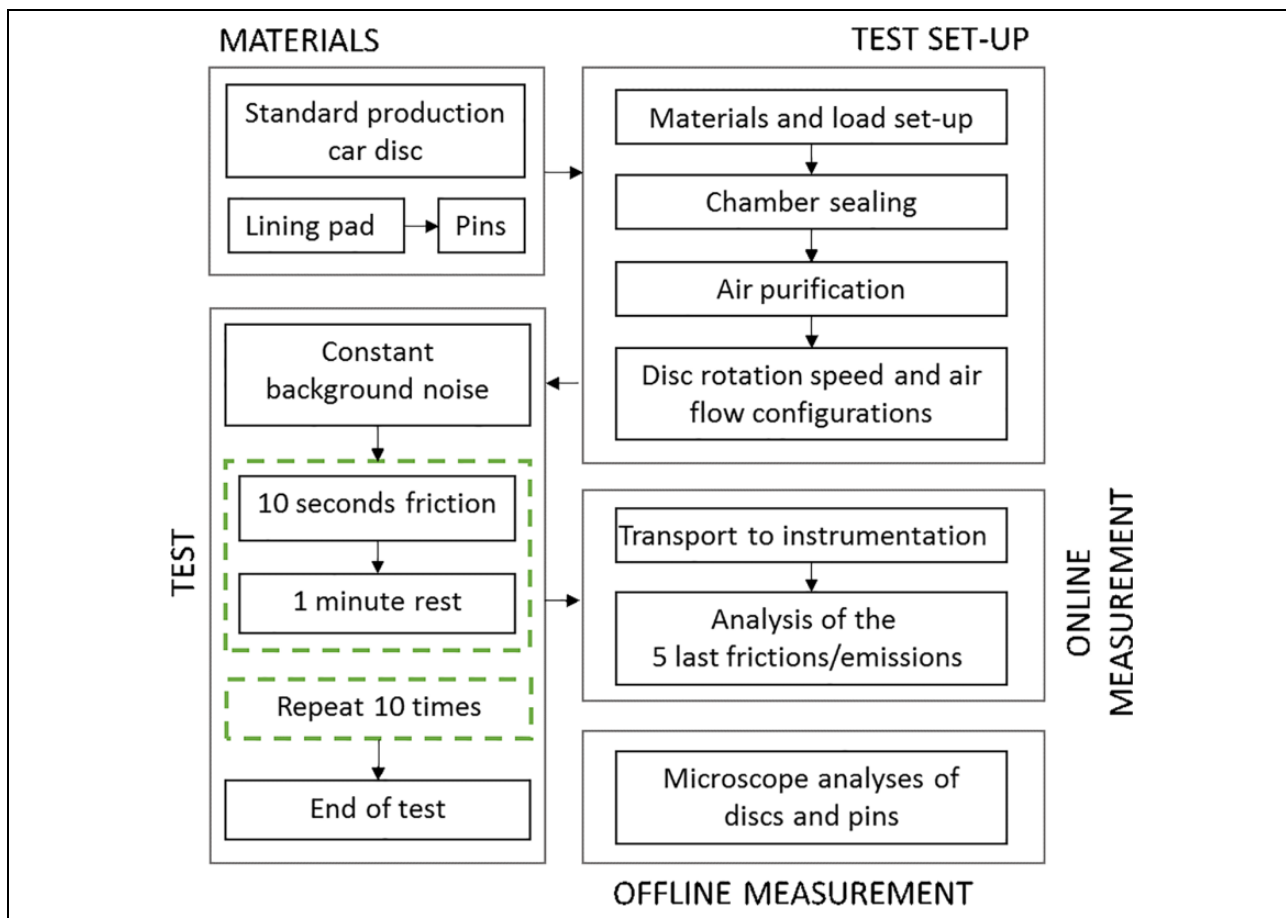 MATERIALS
Standard production
car disc
Lining pad
Pins
TEST SET-UP
Materials and load set-up
Chamber sealing
Air purification
Disc rotation speed and air
flow configurations
TEST
Constant
background noise
10 seconds friction
1 minute rest
Repeat 10 times
End of test
ONLINE
MEASUREMENT
Transport to instrumentation
Analysis of the
5 last frictions/emissions
Microscope analyses of
discs and pins
OFFLINE MEASUREMENT